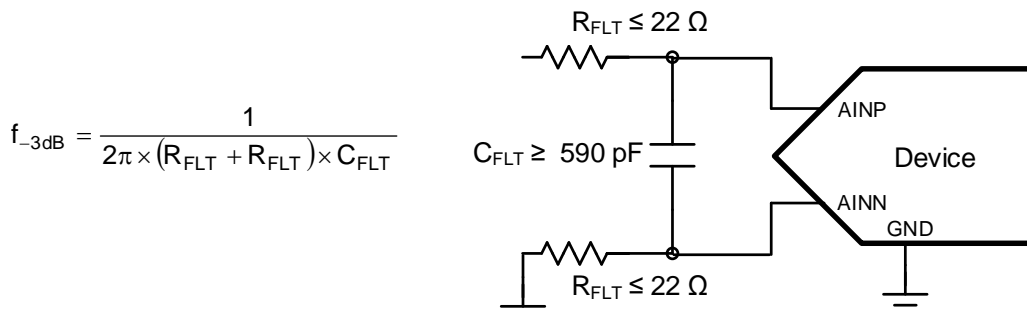 R_FLT ≤ 22 Ω
f_−3dB = 1 / (2π × (R_FLT + R_FLT) × C_FLT)
C_FLT ≥ 590 pF
AINP
Device
AINN
GND
R_FLT ≤ 22 Ω